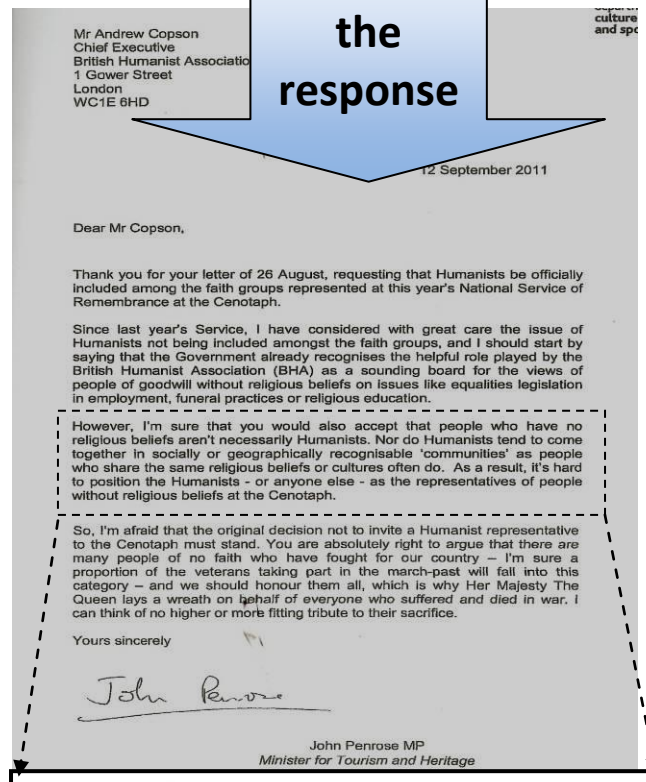 the
response
culture
and spo
Mr Andrew Copson
Chief Executive
British Humanist Associatio
1 Gower Street
London
WC1E 6HD
12 September 2011
Dear Mr Copson,
Thank you for your letter of 26 August, requesting that Humanists be officially
included among the faith groups represented at this year's National Service of
Remembrance at the Cenotaph.
Since last year's Service, I have considered with great care the issue of
Humanists not being included amongst the faith groups, and I should start by
saying that the Government already recognises the helpful role played by the
British Humanist Association (BHA) as a sounding board for the views of
people of goodwill without religious beliefs on issues like equalities legislation
in employment, funeral practices or religious education.
However, I'm sure that you would also accept that people who have no
religious beliefs aren't necessarily Humanists. Nor do Humanists tend to come
together in socially or geographically recognisable 'communities' as people
who share the same religious beliefs or cultures often do. As a result, it's hard
to position the Humanists - or anyone else - as the representatives of people
without religious beliefs at the Cenotaph.
So, I'm afraid that the original decision not to invite a Humanist representative
to the Cenotaph must stand. You are absolutely right to argue that there are
many people of no faith who have fought for our country – I'm sure a
proportion of the veterans taking part in the march-past will fall into this
category – and we should honour them all, which is why Her Majesty The
Queen lays a wreath on behalf of everyone who suffered and died in war. I
can think of no higher or more fitting tribute to their sacrifice.
Yours sincerely
John Penrose
John Penrose MP
Minister for Tourism and Heritage